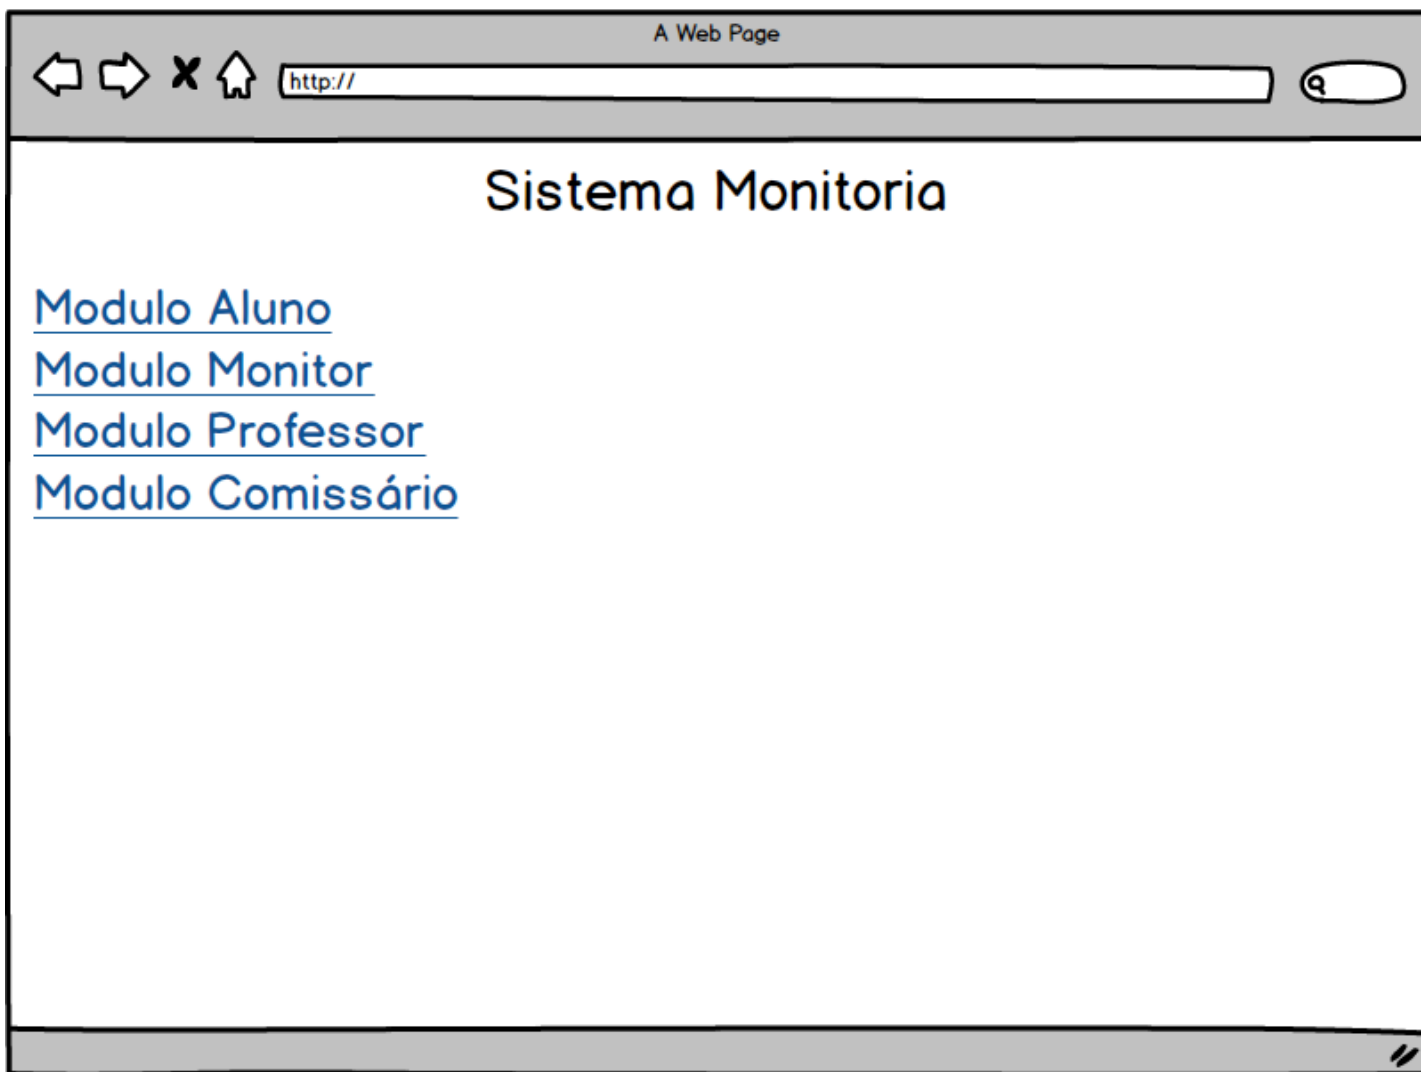 A Web Page
http://
Sistema Monitoria
Modulo Aluno
Modulo Monitor
Modulo Professor
Modulo Comissário